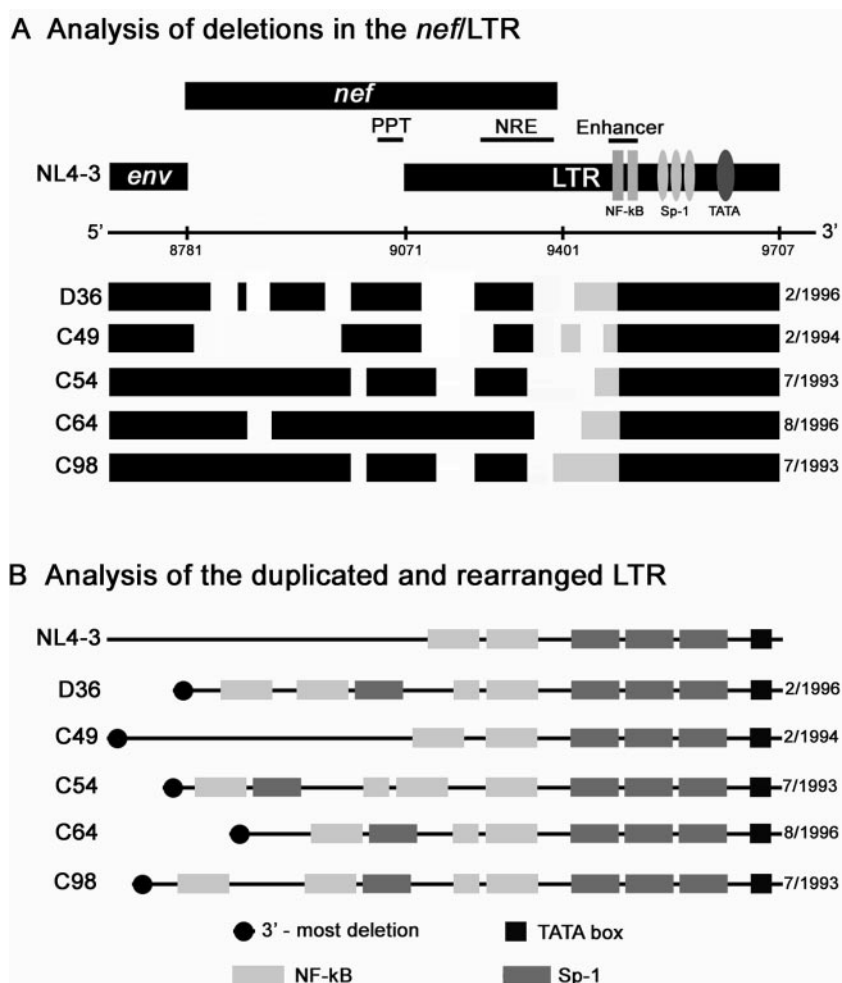 A Analysis of deletions in the nef/LTR
nef
PPT NRE Enhancer
NL4-3 env LTR
NF-kB Sp-1 TATA
5' 3'
8781 9071 9401 9707
D36 2/1996
C49 2/1994
C54 7/1993
C64 8/1996
C98 7/1993
B Analysis of the duplicated and rearranged LTR
NL4-3
D36 2/1996
C49 2/1994
C54 7/1993
C64 8/1996
C98 7/1993
3' - most deletion TATA box
NF-kB Sp-1